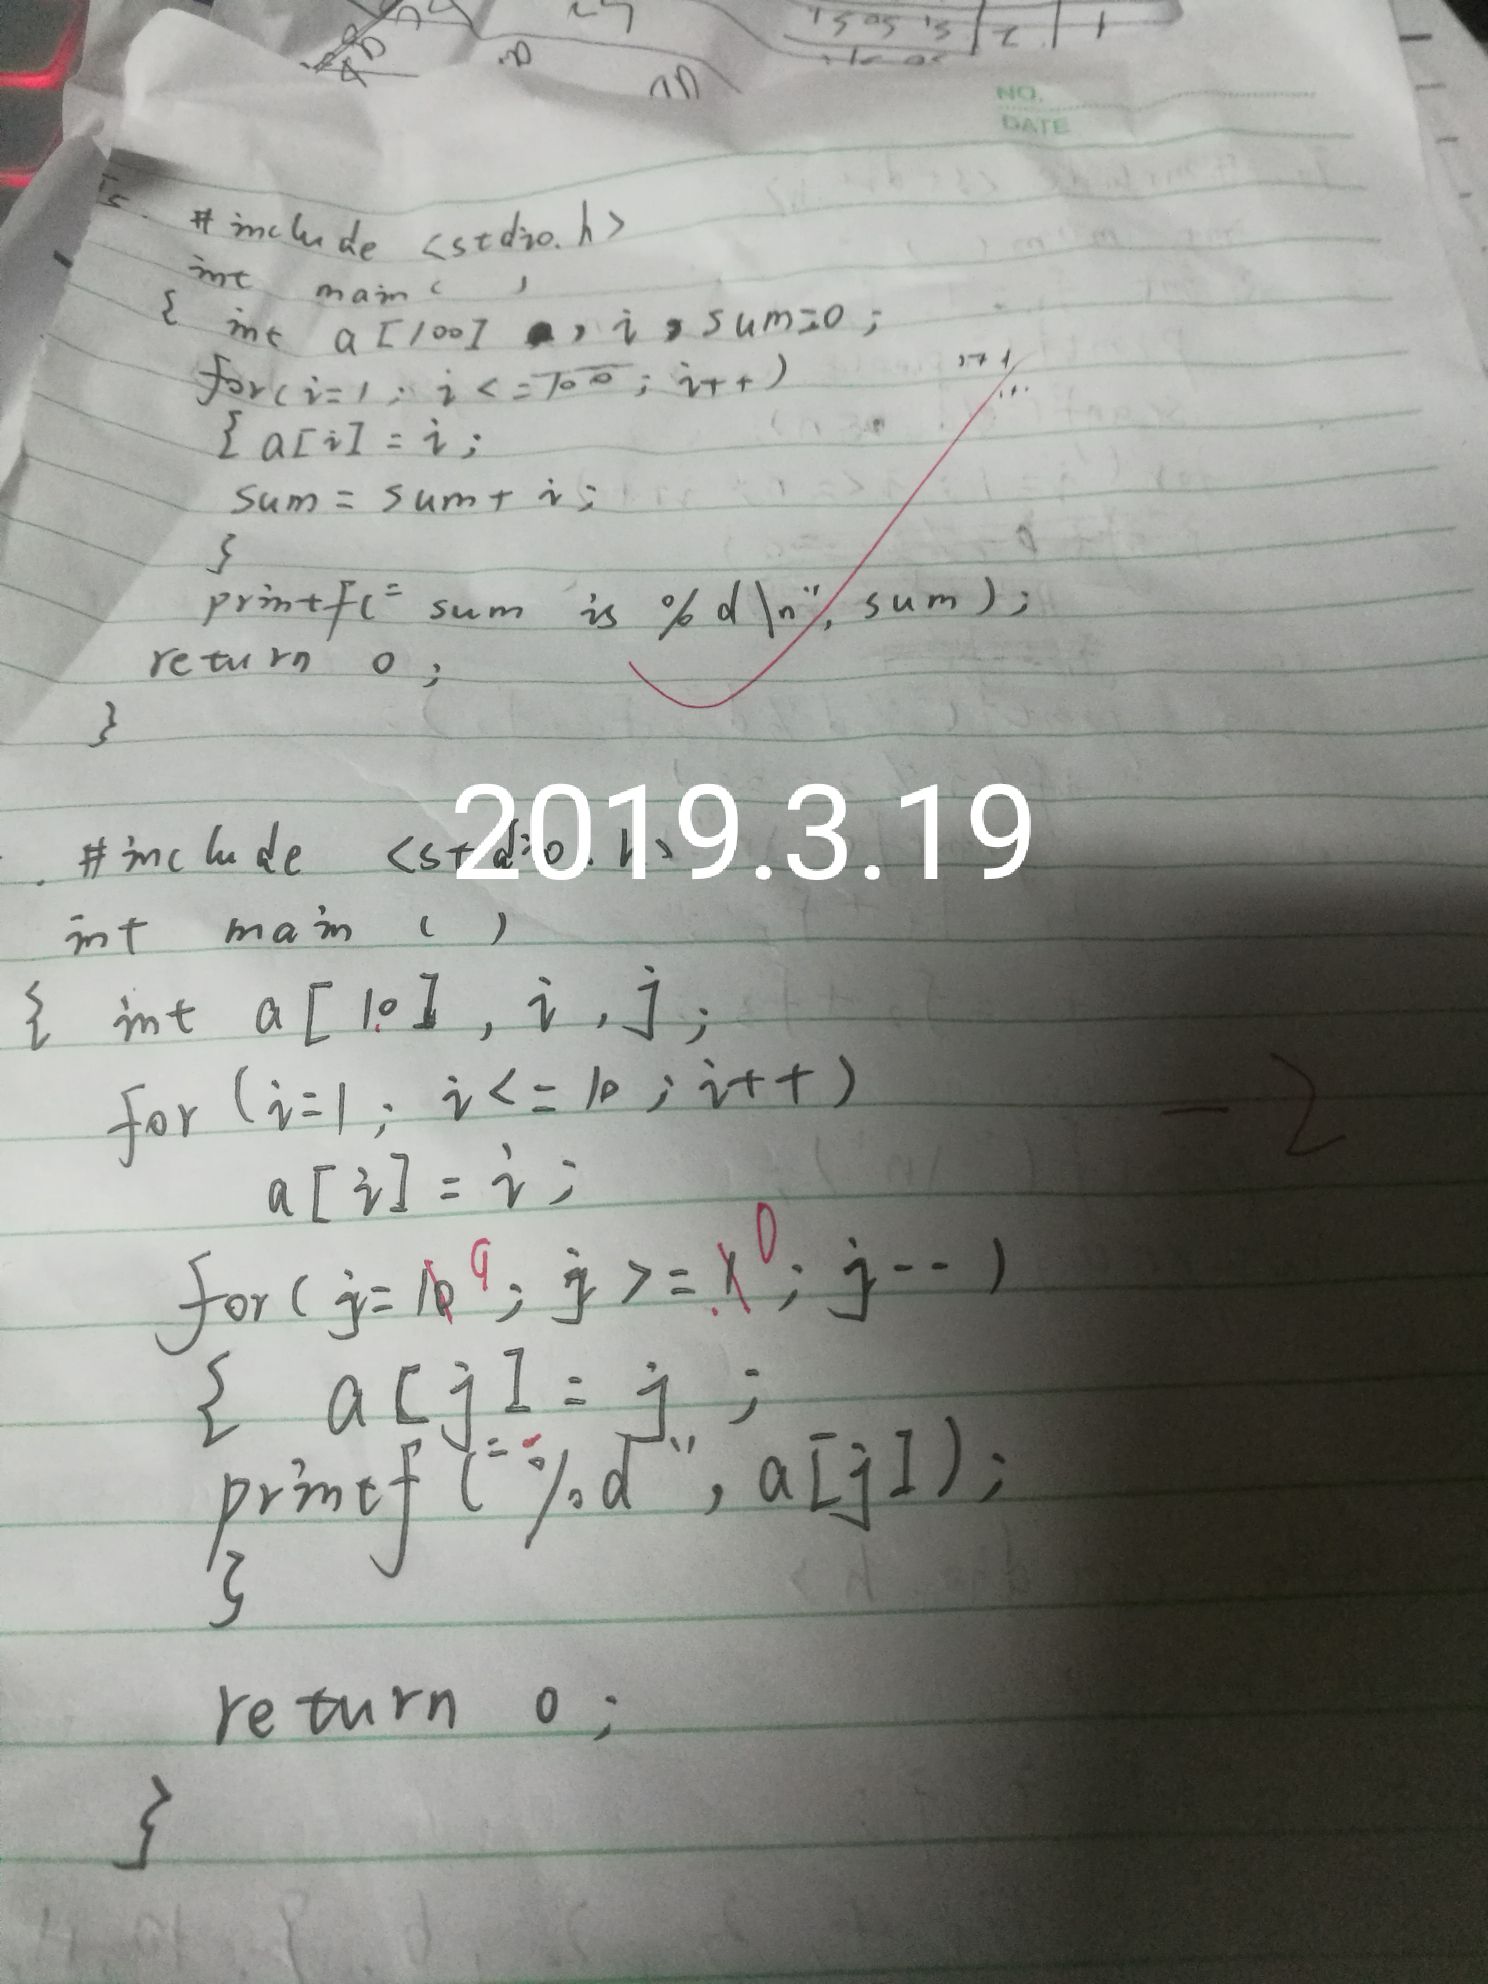 NO.
DATE
5. #include <stdio.h>
int main( )
{ int a[100] , i , sum=0 ;
for(i=1; i<=100; i++)
{ a[i] = i ;
sum = sum + i ;
}
printf("sum is %d\n", sum) ;
return 0 ;
}
2019.3.19
#include <stdio.h>
int main ( )
{ int a[10] , i , j ;
for (i=1; i<=10; i++)
a[i] = i ;
for( j=10 9 ; j >= 1 0 ; j-- )
{ a[j] = j ;
printf ("%d", a[j]) ;
}
return 0 ;
}
-2